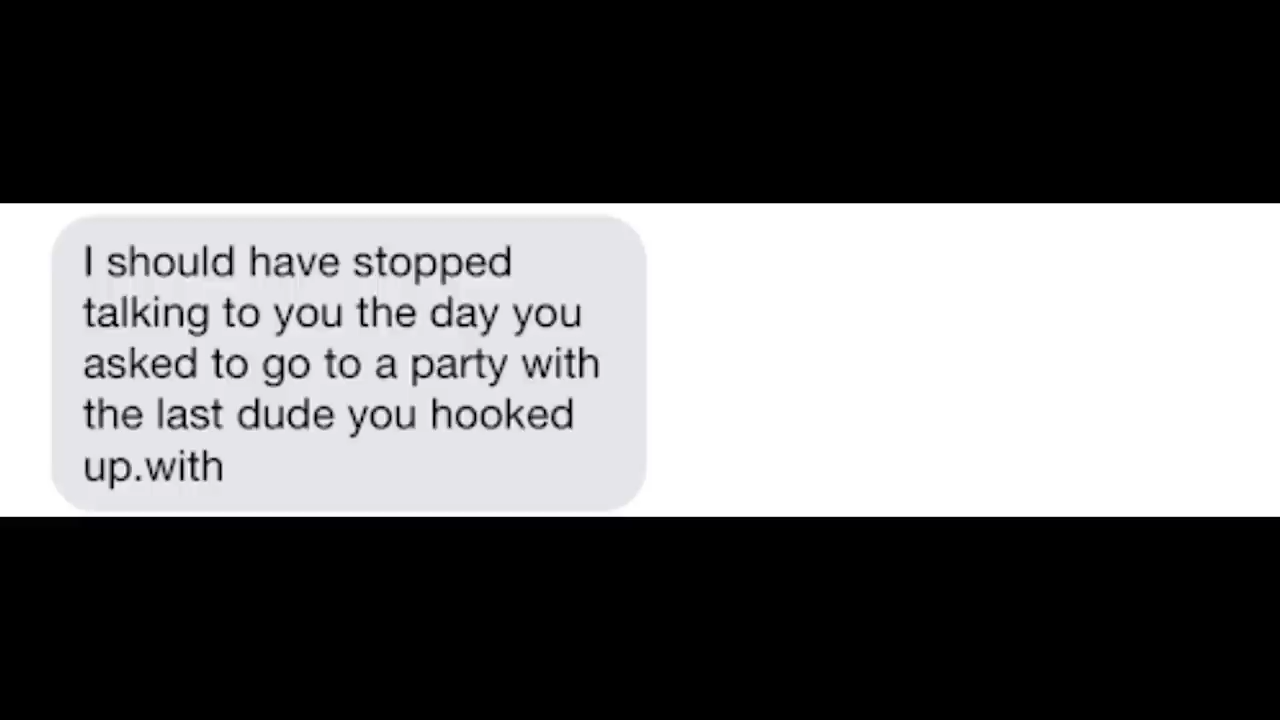 I should have stopped
talking to you the day you
asked to go to a party with
the last dude you hooked
up.with